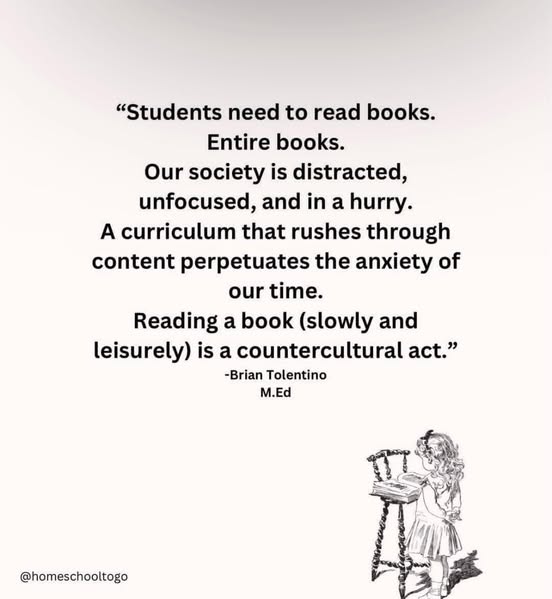 “Students need to read books.
Entire books.
Our society is distracted,
unfocused, and in a hurry.
A curriculum that rushes through
content perpetuates the anxiety of
our time.
Reading a book (slowly and
leisurely) is a countercultural act.”
-Brian Tolentino
M.Ed
@homeschooltogo